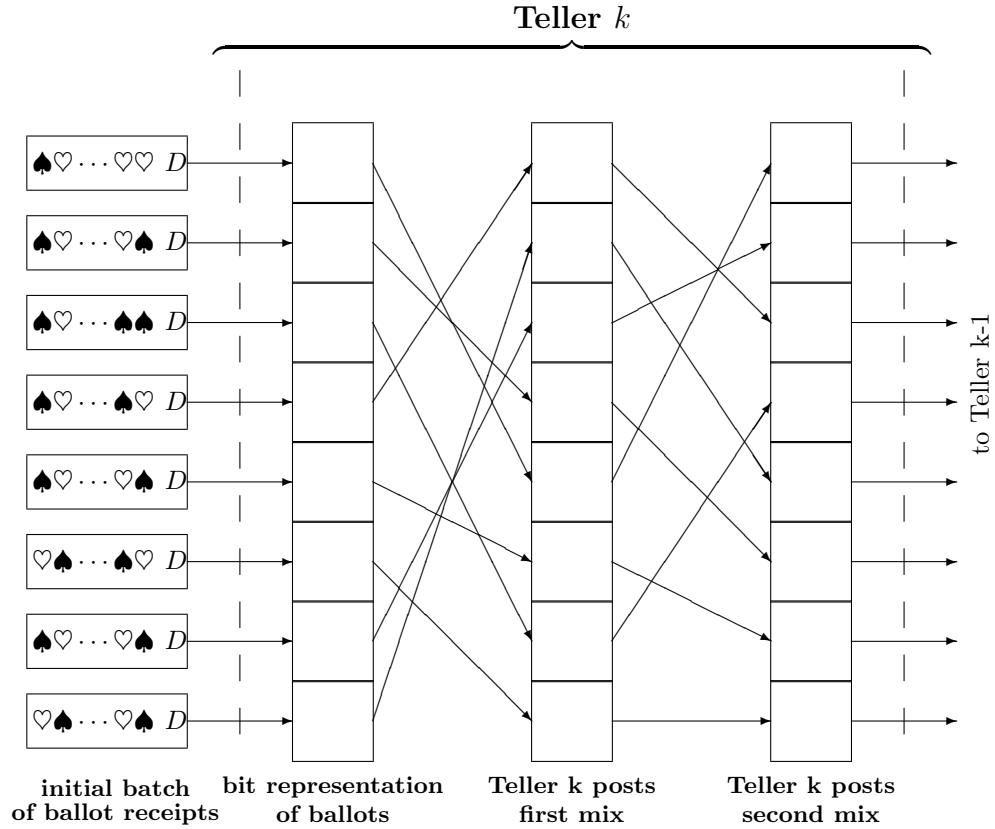 Teller k
♠♡⋯♡♡ D
♠♡⋯♡♠ D
♠♡⋯♠♠ D
♠♡⋯♠♡ D
♠♡⋯♡♠ D
♡♠⋯♠♡ D
♠♡⋯♡♠ D
♡♠⋯♡♠ D
to Teller k-1
initial batch
of ballot receipts
bit representation
of ballots
Teller k posts
first mix
Teller k posts
second mix